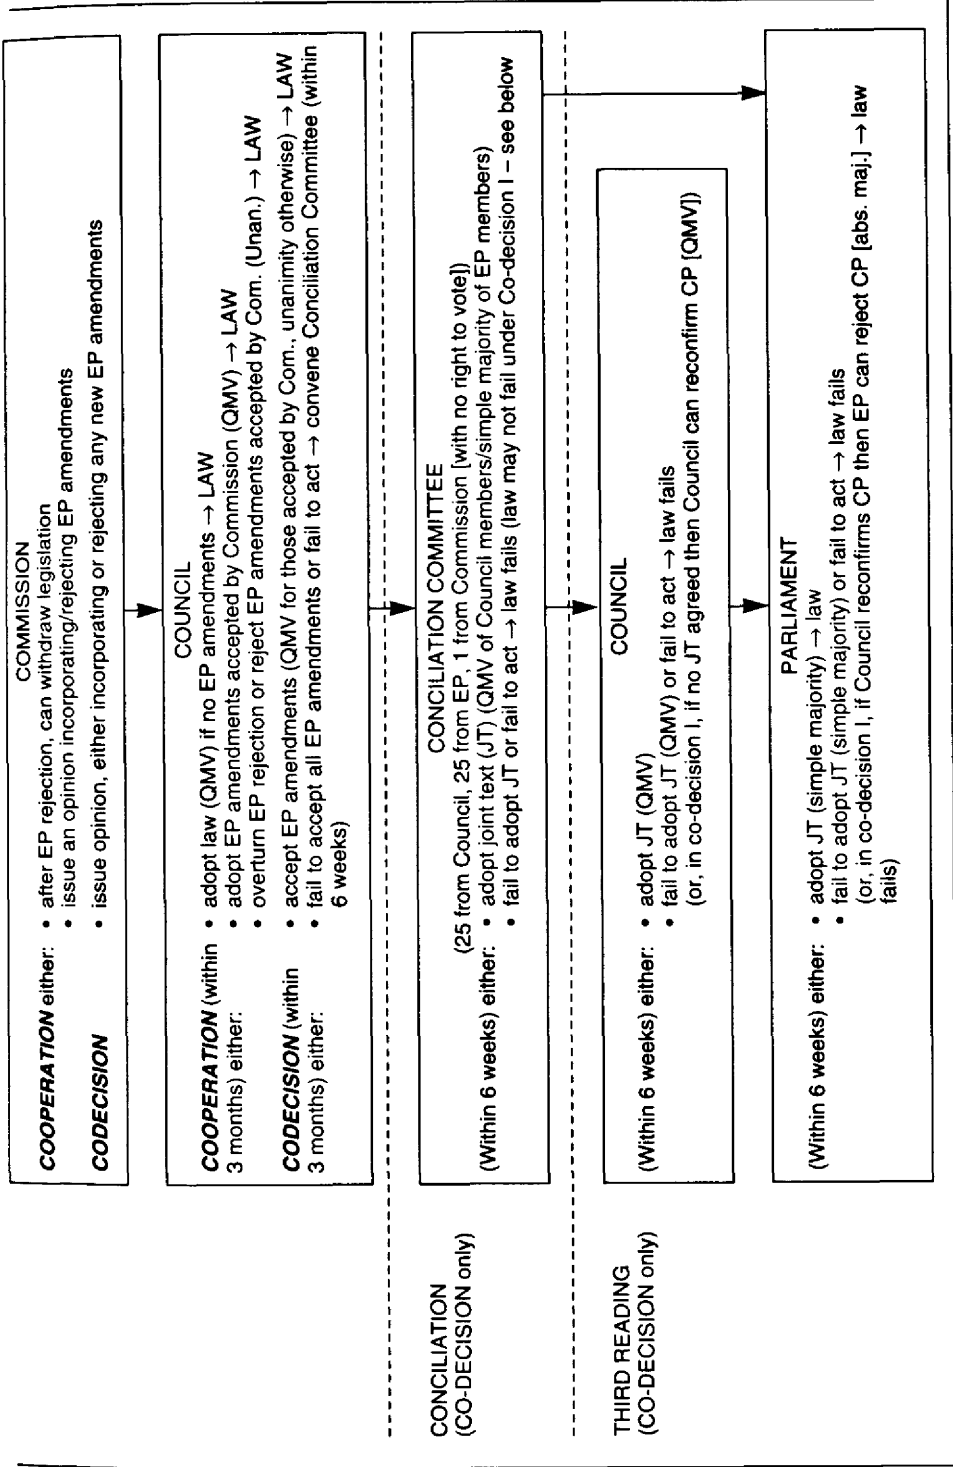 COMMISSION
COOPERATION either: • after EP rejection, can withdraw legislation
• issue an opinion incorporating/rejecting EP amendments
CODECISION • issue opinion, either incorporating or rejecting any new EP amendments
COUNCIL
COOPERATION (within • adopt law (QMV) if no EP amendments → LAW
3 months) either: • adopt EP amendments accepted by Commission (QMV) → LAW
• overturn EP rejection or reject EP amendments accepted by Com. (Unan.) → LAW
CODECISION (within • accept EP amendments (QMV for those accepted by Com., unanimity otherwise) → LAW
3 months) either: • fail to accept all EP amendments or fail to act → convene Conciliation Committee (within
6 weeks)
CONCILIATION
(CO-DECISION only)
CONCILIATION COMMITTEE
(25 from Council, 25 from EP, 1 from Commission [with no right to vote])
(Within 6 weeks) either: • adopt joint text (JT) (QMV of Council members/simple majority of EP members)
• fail to adopt JT or fail to act → law fails (law may not fail under Co-decision I – see below
THIRD READING
(CO-DECISION only)
COUNCIL
(Within 6 weeks) either: • adopt JT (QMV)
• fail to adopt JT (QMV) or fail to act → law fails
(or, in co-decision I, if no JT agreed then Council can reconfirm CP [QMV])
PARLIAMENT
(Within 6 weeks) either: • adopt JT (simple majority) → law
• fail to adopt JT (simple majority) or fail to act → law fails
(or, in co-decision I, if Council reconfirms CP then EP can reject CP [abs. maj.] → law
fails)